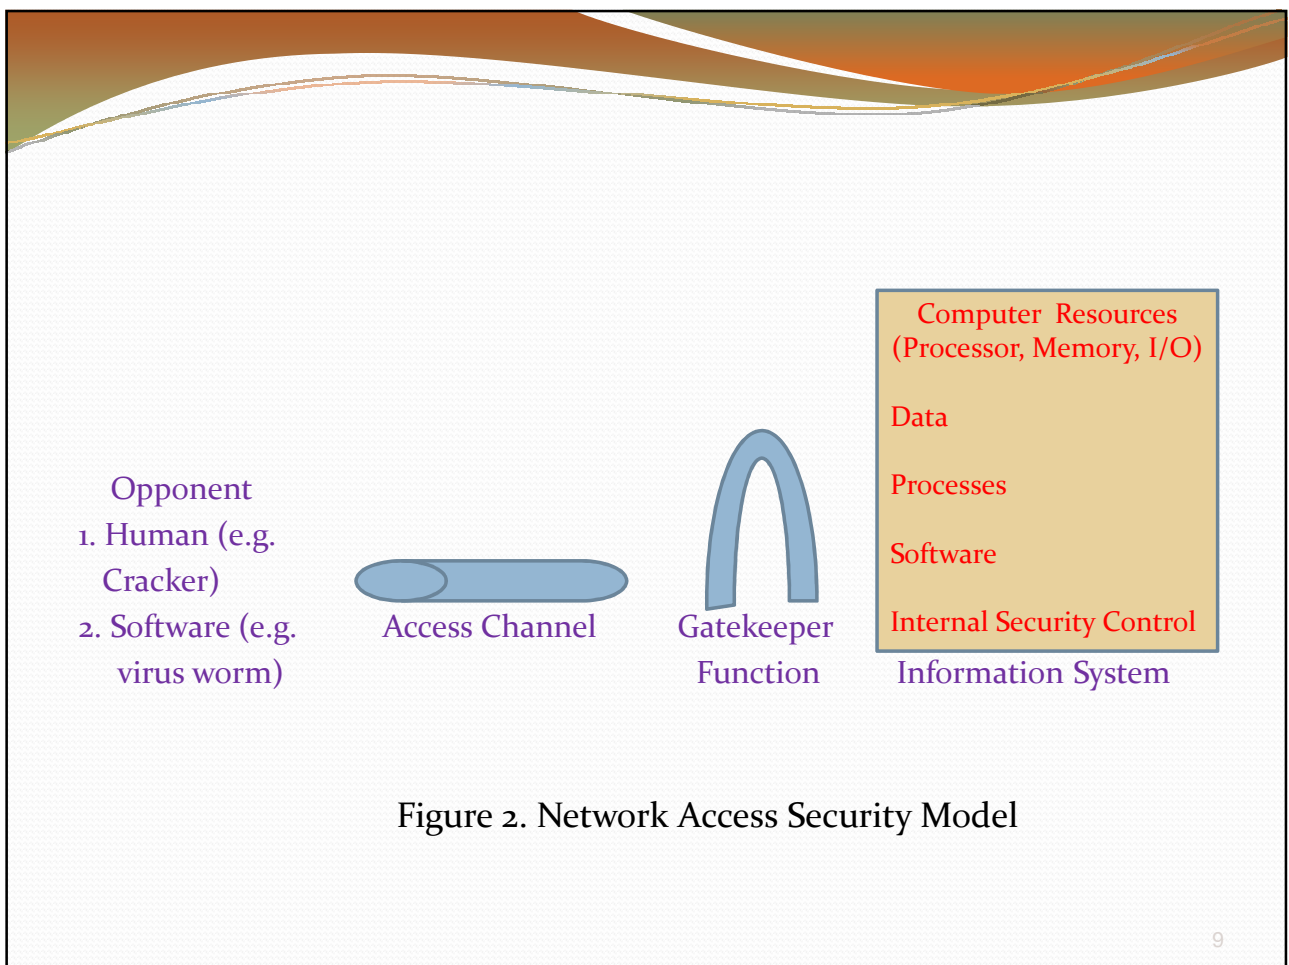 Opponent
1. Human (e.g.
Cracker)
2. Software (e.g.
virus worm)
Access Channel
Gatekeeper
Function
Computer Resources
(Processor, Memory, I/O)
Data
Processes
Software
Internal Security Control
Information System
Figure 2. Network Access Security Model
9